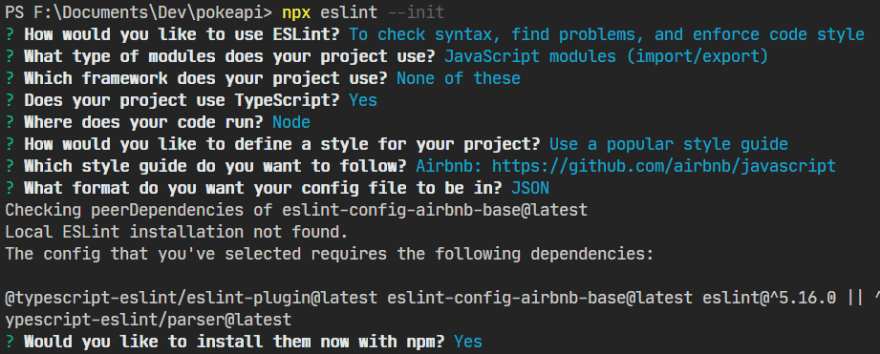 PS F:\Documents\Dev\pokeapi> npx eslint --init
? How would you like to use ESLint? To check syntax, find problems, and enforce code style
? What type of modules does your project use? JavaScript modules (import/export)
? Which framework does your project use? None of these
? Does your project use TypeScript? Yes
? Where does your code run? Node
? How would you like to define a style for your project? Use a popular style guide
? Which style guide do you want to follow? Airbnb: https://github.com/airbnb/javascript
? What format do you want your config file to be in? JSON
Checking peerDependencies of eslint-config-airbnb-base@latest
Local ESLint installation not found.
The config that you've selected requires the following dependencies:
@typescript-eslint/eslint-plugin@latest eslint-config-airbnb-base@latest eslint@^5.16.0 || ^
ypescript-eslint/parser@latest
? Would you like to install them now with npm? Yes